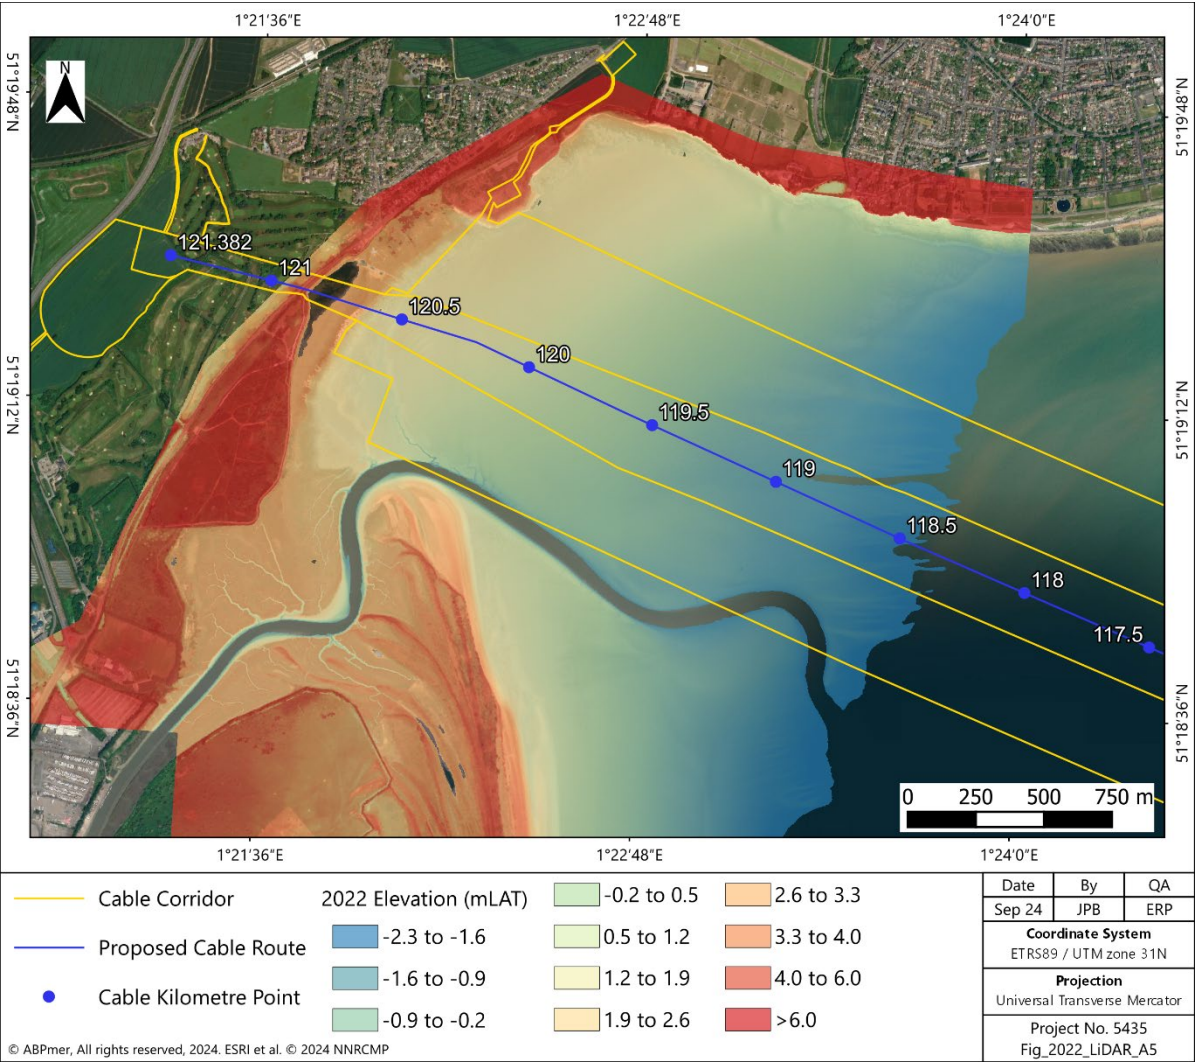 1°21'36"E 1°22'48"E 1°24'0"E
51°19'48"N 51°19'48"N
N
121.382
121
120.5
120
51°19'12"N 51°19'12"N
119.5
119
118.5
118
117.5
51°18'36"N 51°18'36"N
0 250 500 750 m
1°21'36"E 1°22'48"E 1°24'0"E
Cable Corridor
Proposed Cable Route
Cable Kilometre Point
2022 Elevation (mLAT)
-2.3 to -1.6
-1.6 to -0.9
-0.9 to -0.2
-0.2 to 0.5
0.5 to 1.2
1.2 to 1.9
1.9 to 2.6
2.6 to 3.3
3.3 to 4.0
4.0 to 6.0
>6.0
Date By QA
Sep 24 JPB ERP
Coordinate System
ETRS89 / UTM zone 31N
Projection
Universal Transverse Mercator
Project No. 5435
Fig_2022_LiDAR_A5
© ABPmer, All rights reserved, 2024. ESRI et al. © 2024 NNRCMP